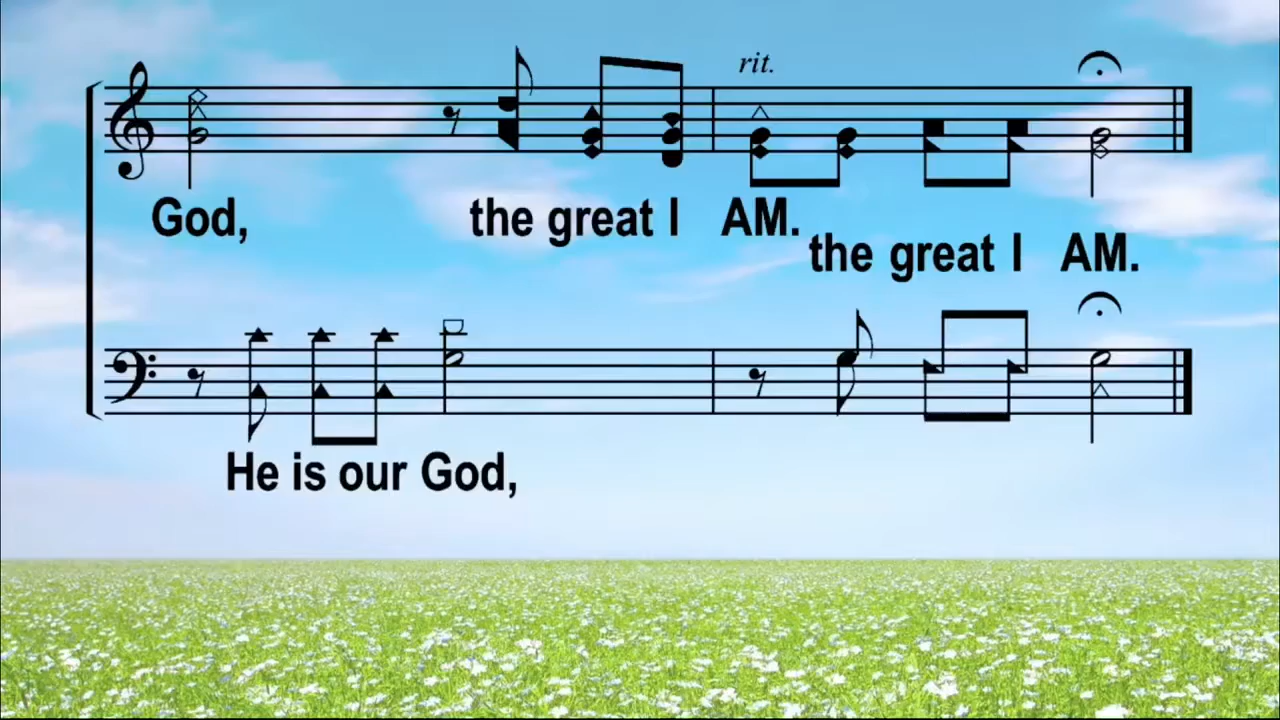 rit.
God, the great I AM.
the great I AM.
He is our God,